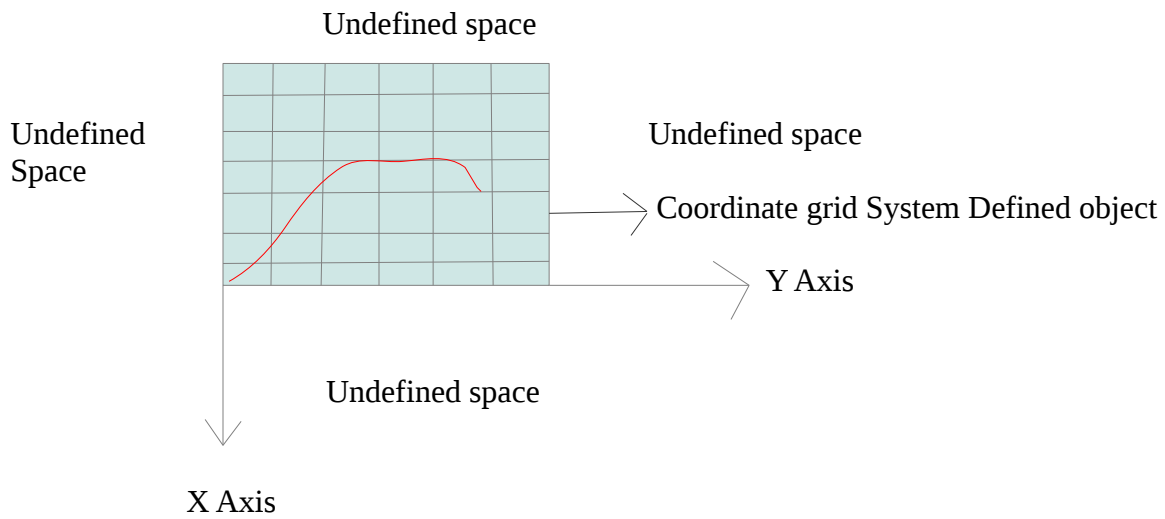 Undefined space
Undefined
Space
Undefined space
Coordinate grid System Defined object
Y Axis
Undefined space
X Axis